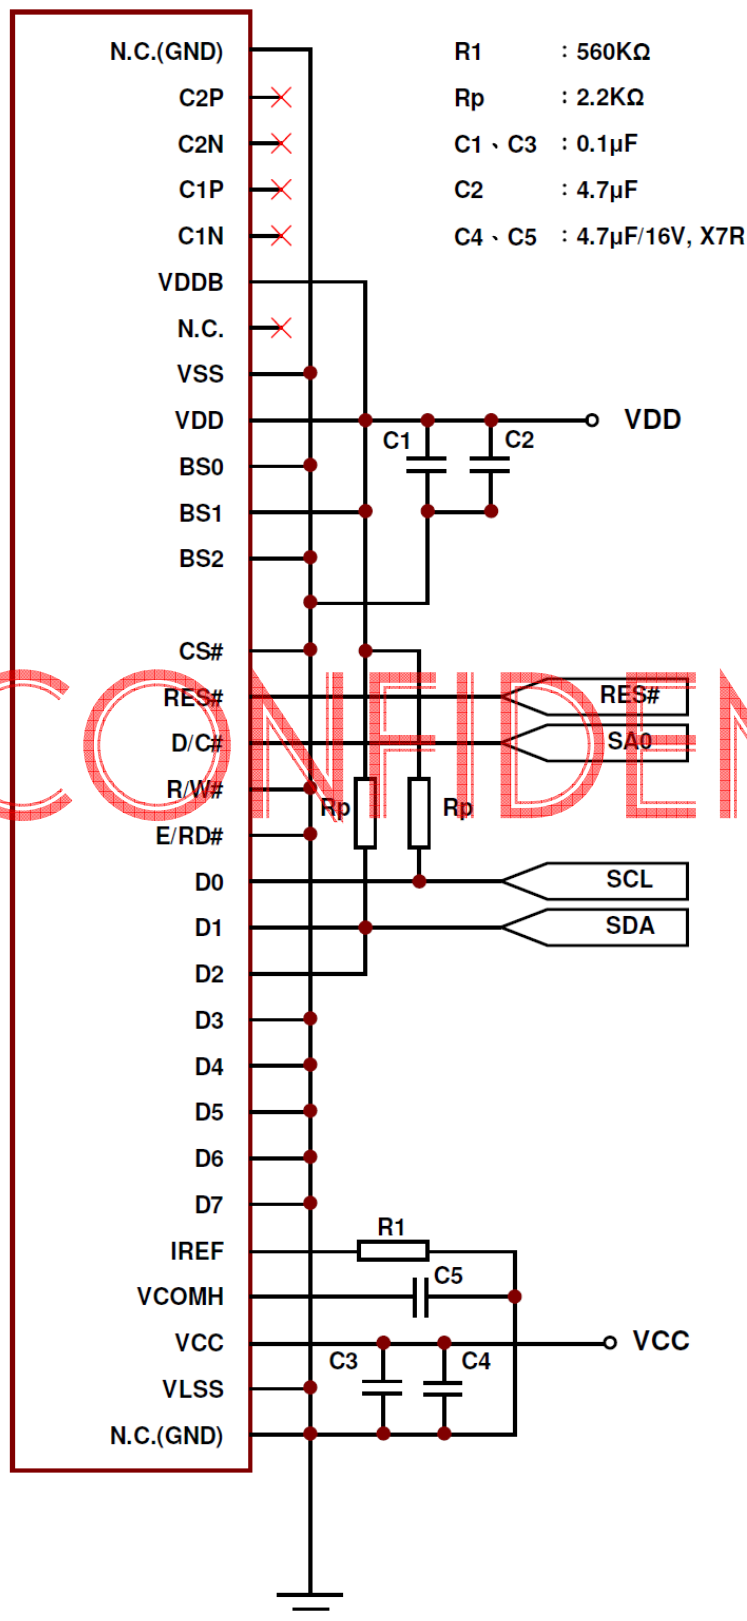 N.C.(GND)
C2P
C2N
C1P
C1N
VDDB
N.C.
VSS
VDD
BS0
BS1
BS2
CS#
RES#
D/C#
R/W#
E/RD#
D0
D1
D2
D3
D4
D5
D6
D7
IREF
VCOMH
VCC
VLSS
N.C.(GND)
R1 : 560KΩ
Rp : 2.2KΩ
C1、C3 : 0.1µF
C2 : 4.7µF
C4、C5 : 4.7µF/16V, X7R
C1
C2
VDD
RES#
SA0
Rp
Rp
SCL
SDA
R1
C5
C3
C4
VCC
CONFIDEN